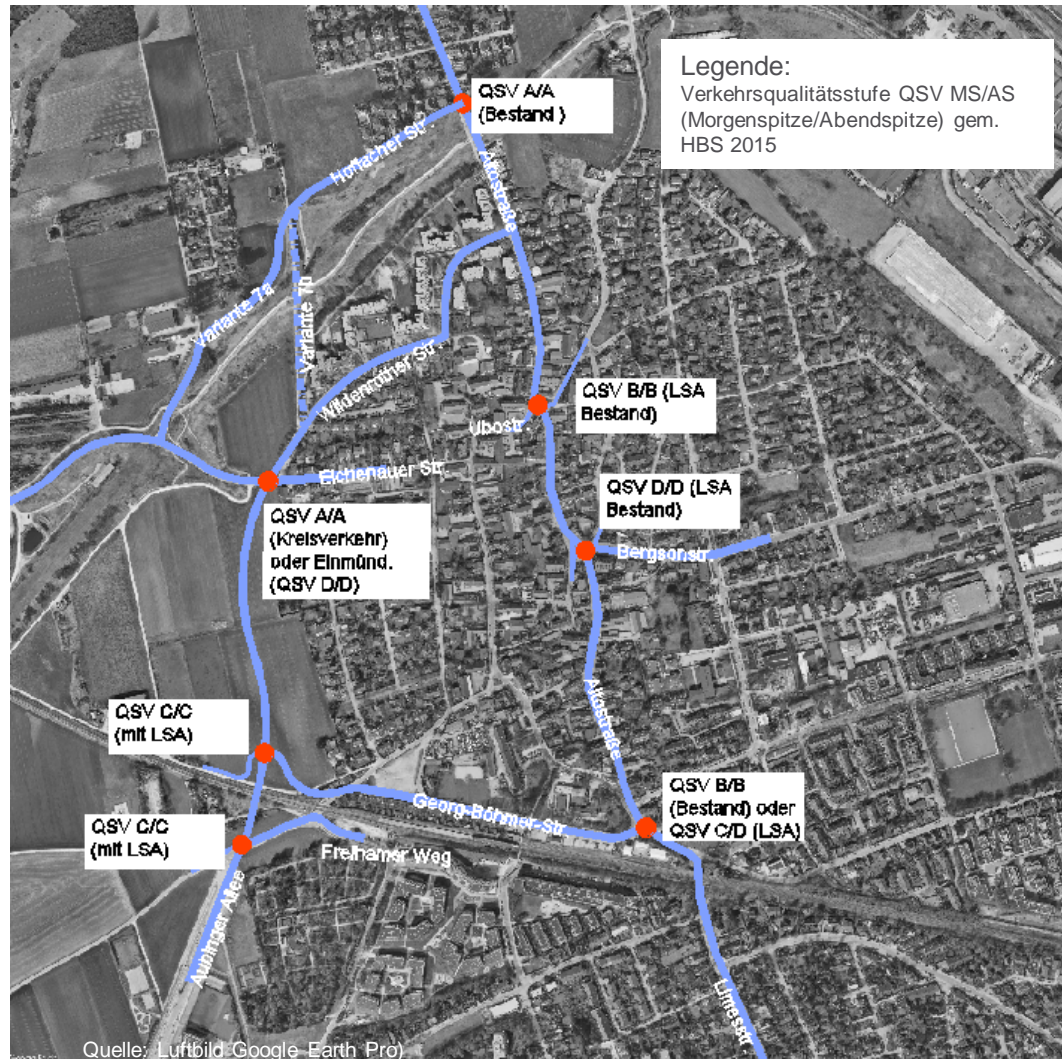 Legende:
Verkehrsqualitätsstufe QSV MS/AS
(Morgenspitze/Abendspitze) gem.
HBS 2015
QSV A/A
(Bestand )
Hoflacher Str.
Altostraße
Variante 7a
Variante 7b
Wildenrother Str.
QSV B/B (LSA
Bestand)
Ubostr.
Eichenauer Str.
QSV D/D (LSA
Bestand)
Bergsonstr.
QSV A/A
(Kreisverkehr)
oder Einmünd.
(QSV D/D)
Altostraße
QSV C/C
(mit LSA)
QSV B/B
(Bestand) oder
QSV C/D (LSA)
Georg-Böhmer-Str.
QSV C/C
(mit LSA)
Freihamer Weg
Aubinger Allee
Limesstr.
Quelle: Luftbild Google Earth Pro)